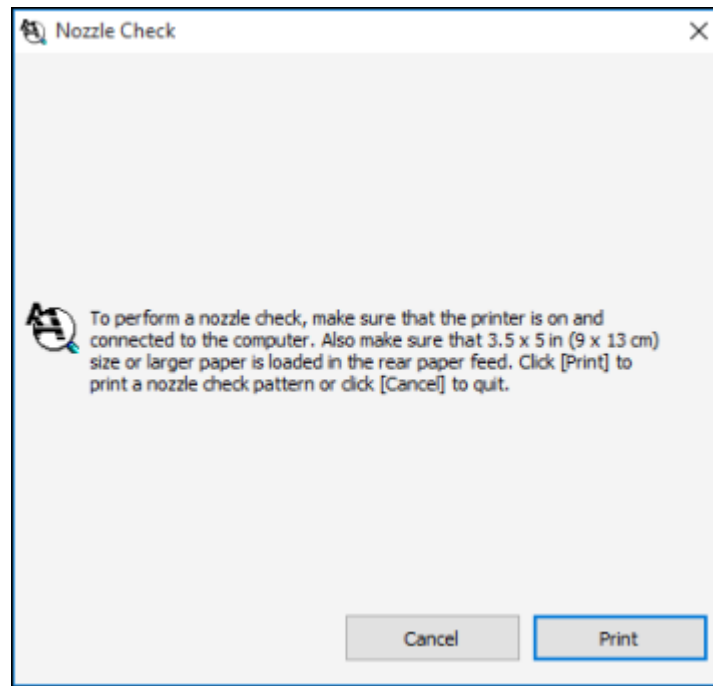 Nozzle Check
To perform a nozzle check, make sure that the printer is on and
connected to the computer. Also make sure that 3.5 x 5 in (9 x 13 cm)
size or larger paper is loaded in the rear paper feed. Click [Print] to
print a nozzle check pattern or click [Cancel] to quit.
Cancel
Print